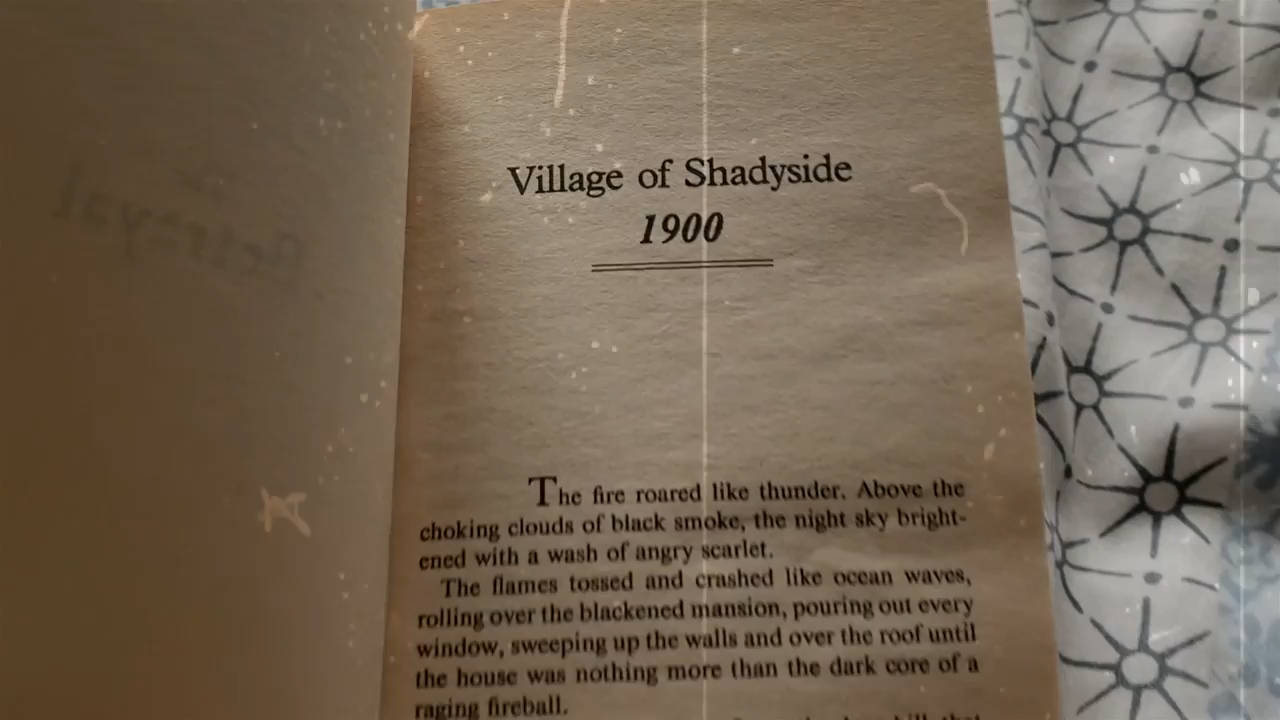 Village of Shadyside
1900
The fire roared like thunder. Above the
choking clouds of black smoke, the night sky bright-
ened with a wash of angry scarlet.
The flames tossed and crashed like ocean waves,
rolling over the blackened mansion, pouring out every
window, sweeping up the walls and over the roof until
the house was nothing more than the dark core of a
raging fireball.